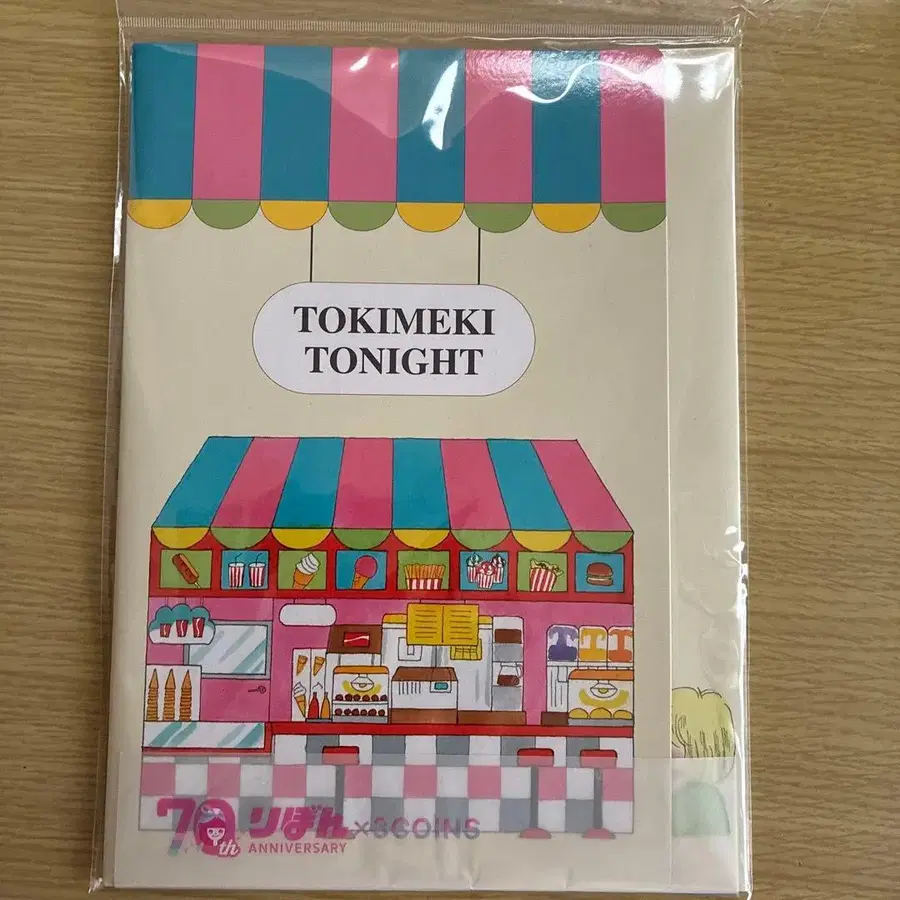 TOKIMEKI
TONIGHT
70th りぼん ×3COINS
ANNIVERSARY